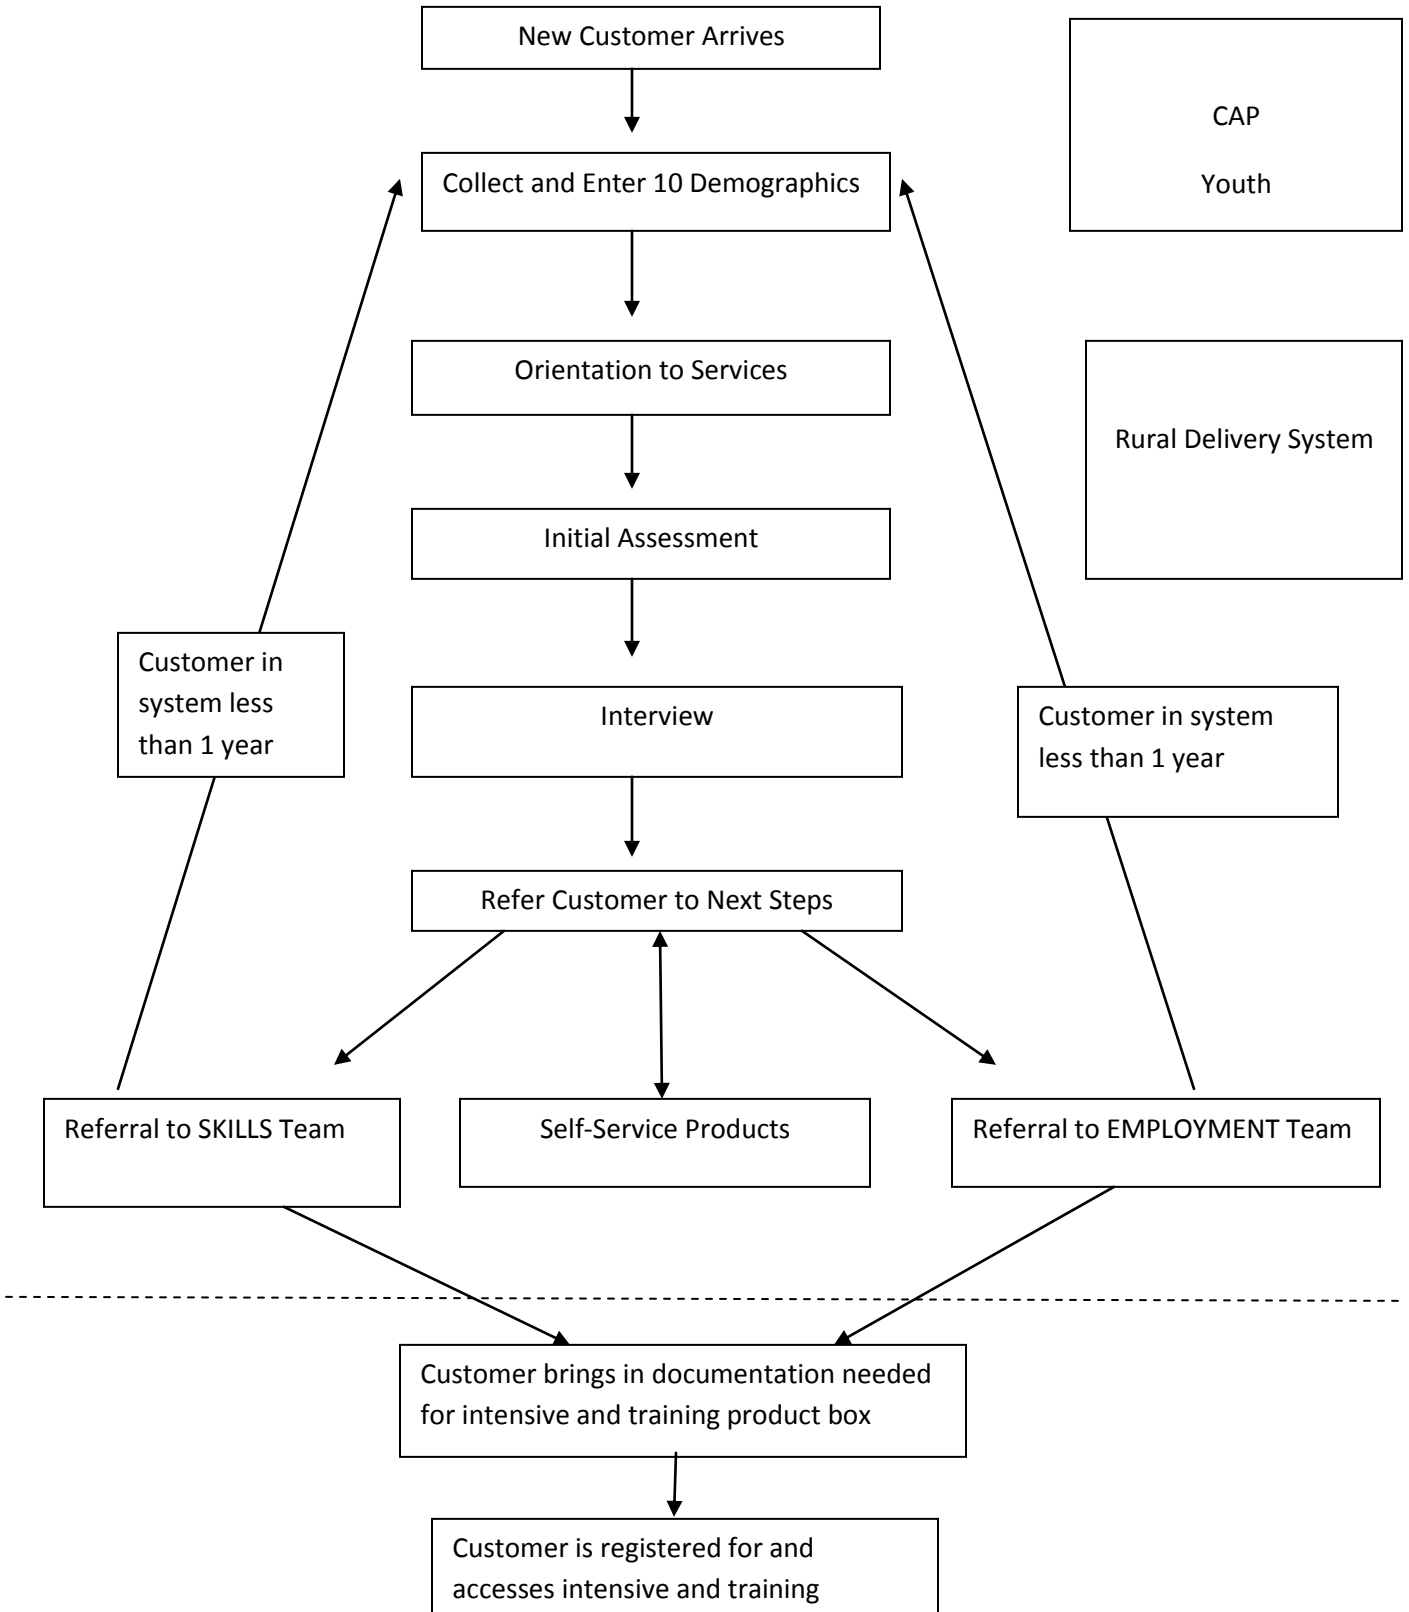 New Customer Arrives
CAP
Youth
Collect and Enter 10 Demographics
Orientation to Services
Rural Delivery System
Initial Assessment
Customer in
system less
than 1 year
Interview
Customer in system
less than 1 year
Refer Customer to Next Steps
Referral to SKILLS Team
Self-Service Products
Referral to EMPLOYMENT Team
Customer brings in documentation needed
for intensive and training product box
Customer is registered for and
accesses intensive and training